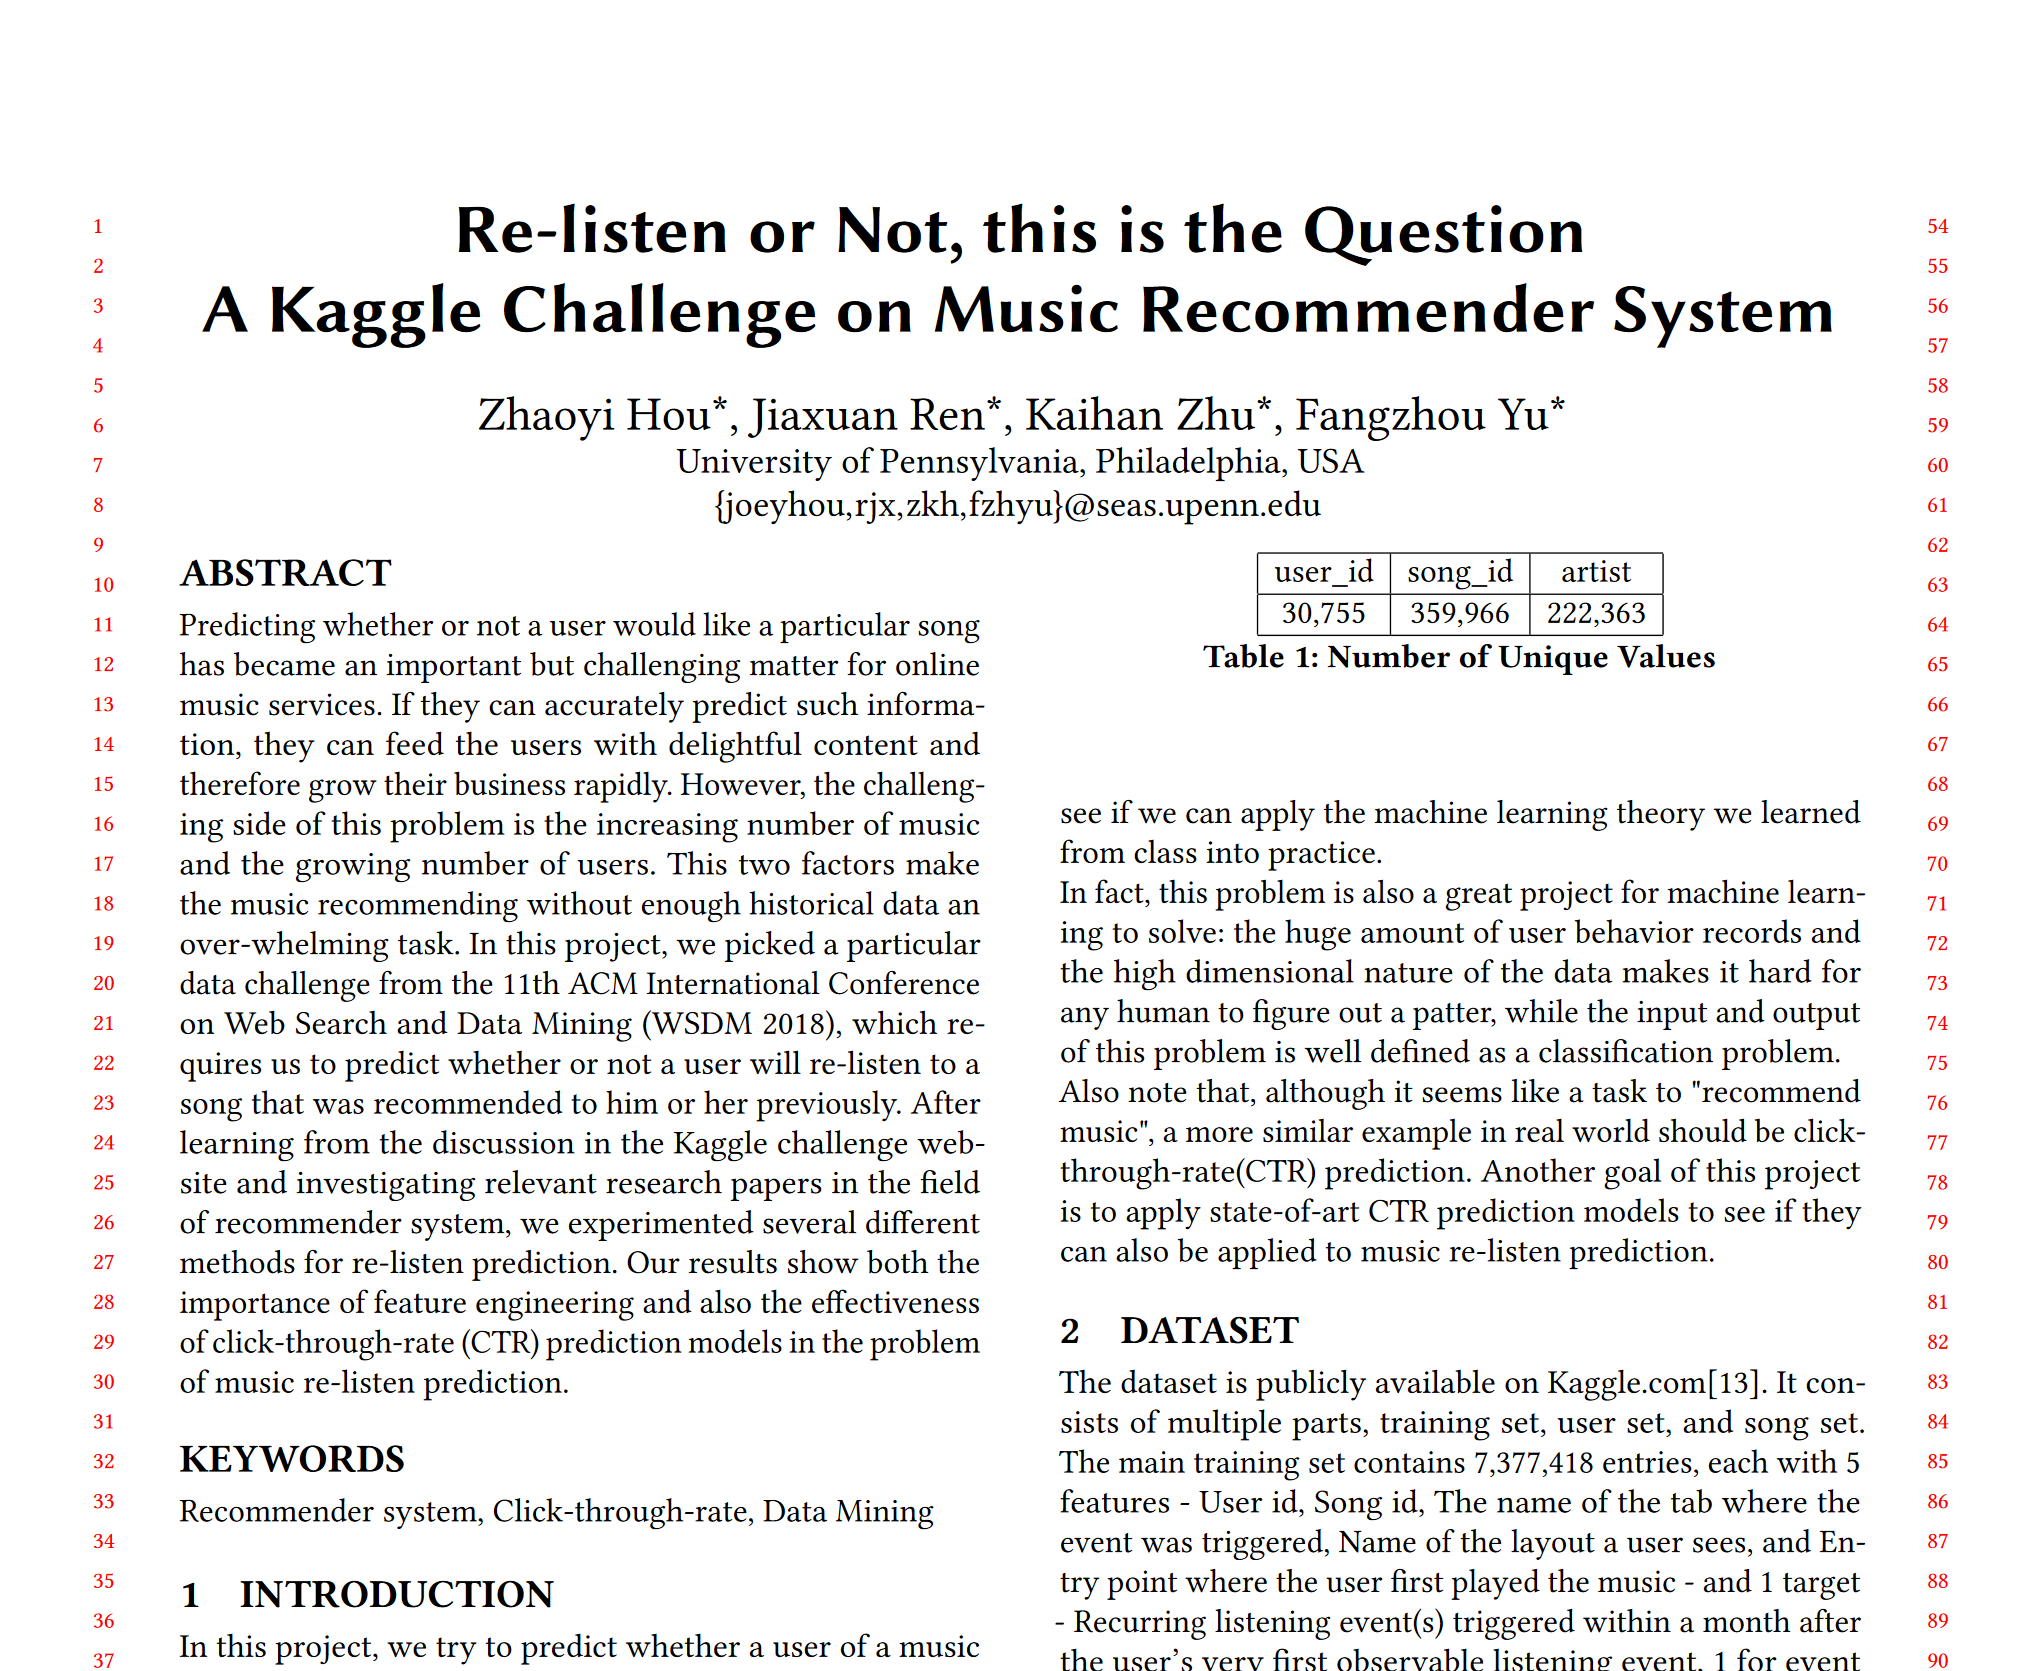 Re-listen or Not, this is the Question
A Kaggle Challenge on Music Recommender System
Zhaoyi Hou*, Jiaxuan Ren*, Kaihan Zhu*, Fangzhou Yu*
University of Pennsylvania, Philadelphia, USA
{joeyhou,rjx,zkh,fzhyu}@seas.upenn.edu
1
2
3
4
5
6
7
8
9
10
11
12
13
14
15
16
17
18
19
20
21
22
23
24
25
26
27
28
29
30
31
32
33
34
35
36
37
ABSTRACT
Predicting whether or not a user would like a particular song
has became an important but challenging matter for online
music services. If they can accurately predict such informa-
tion, they can feed the users with delightful content and
therefore grow their business rapidly. However, the challeng-
ing side of this problem is the increasing number of music
and the growing number of users. This two factors make
the music recommending without enough historical data an
over-whelming task. In this project, we picked a particular
data challenge from the 11th ACM International Conference
on Web Search and Data Mining (WSDM 2018), which re-
quires us to predict whether or not a user will re-listen to a
song that was recommended to him or her previously. After
learning from the discussion in the Kaggle challenge web-
site and investigating relevant research papers in the field
of recommender system, we experimented several different
methods for re-listen prediction. Our results show both the
importance of feature engineering and also the effectiveness
of click-through-rate (CTR) prediction models in the problem
of music re-listen prediction.
KEYWORDS
Recommender system, Click-through-rate, Data Mining
1 INTRODUCTION
In this project, we try to predict whether a user of a music
user_id song_id artist
30,755 359,966 222,363
Table 1: Number of Unique Values
see if we can apply the machine learning theory we learned
from class into practice.
In fact, this problem is also a great project for machine learn-
ing to solve: the huge amount of user behavior records and
the high dimensional nature of the data makes it hard for
any human to figure out a patter, while the input and output
of this problem is well defined as a classification problem.
Also note that, although it seems like a task to "recommend
music", a more similar example in real world should be click-
through-rate(CTR) prediction. Another goal of this project
is to apply state-of-art CTR prediction models to see if they
can also be applied to music re-listen prediction.
2 DATASET
The dataset is publicly available on Kaggle.com[13]. It con-
sists of multiple parts, training set, user set, and song set.
The main training set contains 7,377,418 entries, each with 5
features - User id, Song id, The name of the tab where the
event was triggered, Name of the layout a user sees, and En-
try point where the user first played the music - and 1 target
- Recurring listening event(s) triggered within a month after
the user's very first observable listening event, 1 for event
54
55
56
57
58
59
60
61
62
63
64
65
66
67
68
69
70
71
72
73
74
75
76
77
78
79
80
81
82
83
84
85
86
87
88
89
90